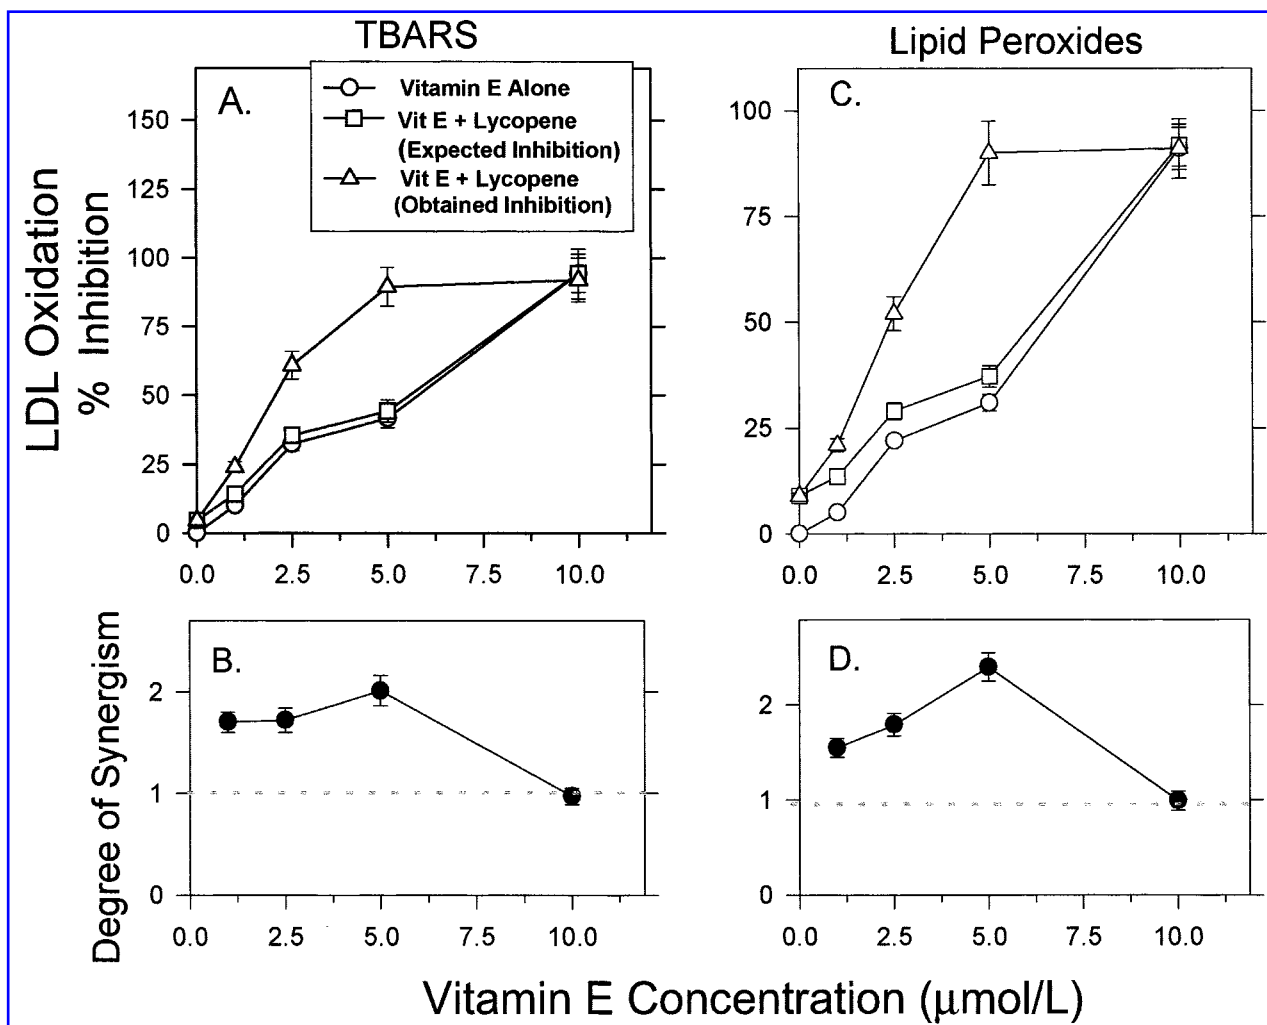 TBARS
Lipid Peroxides
A.
Vitamin E Alone
Vit E + Lycopene
(Expected Inhibition)
Vit E + Lycopene
(Obtained Inhibition)
C.
LDL Oxidation
% Inhibition
150
125
100
75
50
25
0
0.0 2.5 5.0 7.5 10.0
100
75
50
25
0
0.0 2.5 5.0 7.5 10.0
Degree of Synergism
B.
2
1
0
0.0 2.5 5.0 7.5 10.0
D.
2
1
0
0.0 2.5 5.0 7.5 10.0
Vitamin E Concentration (μmol/L)